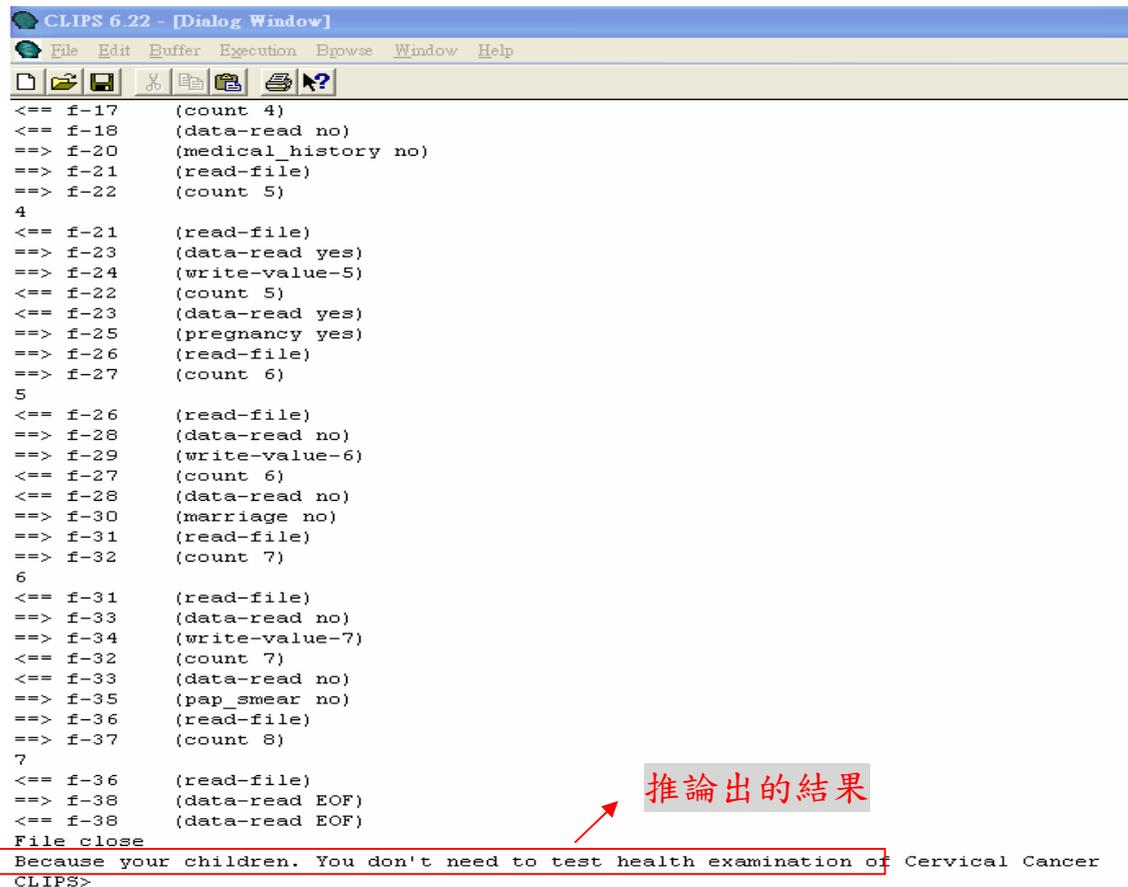 CLIPS 6.22 - [Dialog Window]
File Edit Buffer Execution Browse Window Help
<== f-17 (count 4)
<== f-18 (data-read no)
==> f-20 (medical_history no)
==> f-21 (read-file)
==> f-22 (count 5)
4
<== f-21 (read-file)
==> f-23 (data-read yes)
==> f-24 (write-value-5)
<== f-22 (count 5)
<== f-23 (data-read yes)
==> f-25 (pregnancy yes)
==> f-26 (read-file)
==> f-27 (count 6)
5
<== f-26 (read-file)
==> f-28 (data-read no)
==> f-29 (write-value-6)
<== f-27 (count 6)
<== f-28 (data-read no)
==> f-30 (marriage no)
==> f-31 (read-file)
==> f-32 (count 7)
6
<== f-31 (read-file)
==> f-33 (data-read no)
==> f-34 (write-value-7)
<== f-32 (count 7)
<== f-33 (data-read no)
==> f-35 (pap_smear no)
==> f-36 (read-file)
==> f-37 (count 8)
7
<== f-36 (read-file)
==> f-38 (data-read EOF)
<== f-38 (data-read EOF)
推論出的結果
File close
Because your children. You don't need to test health examination of Cervical Cancer
CLIPS>